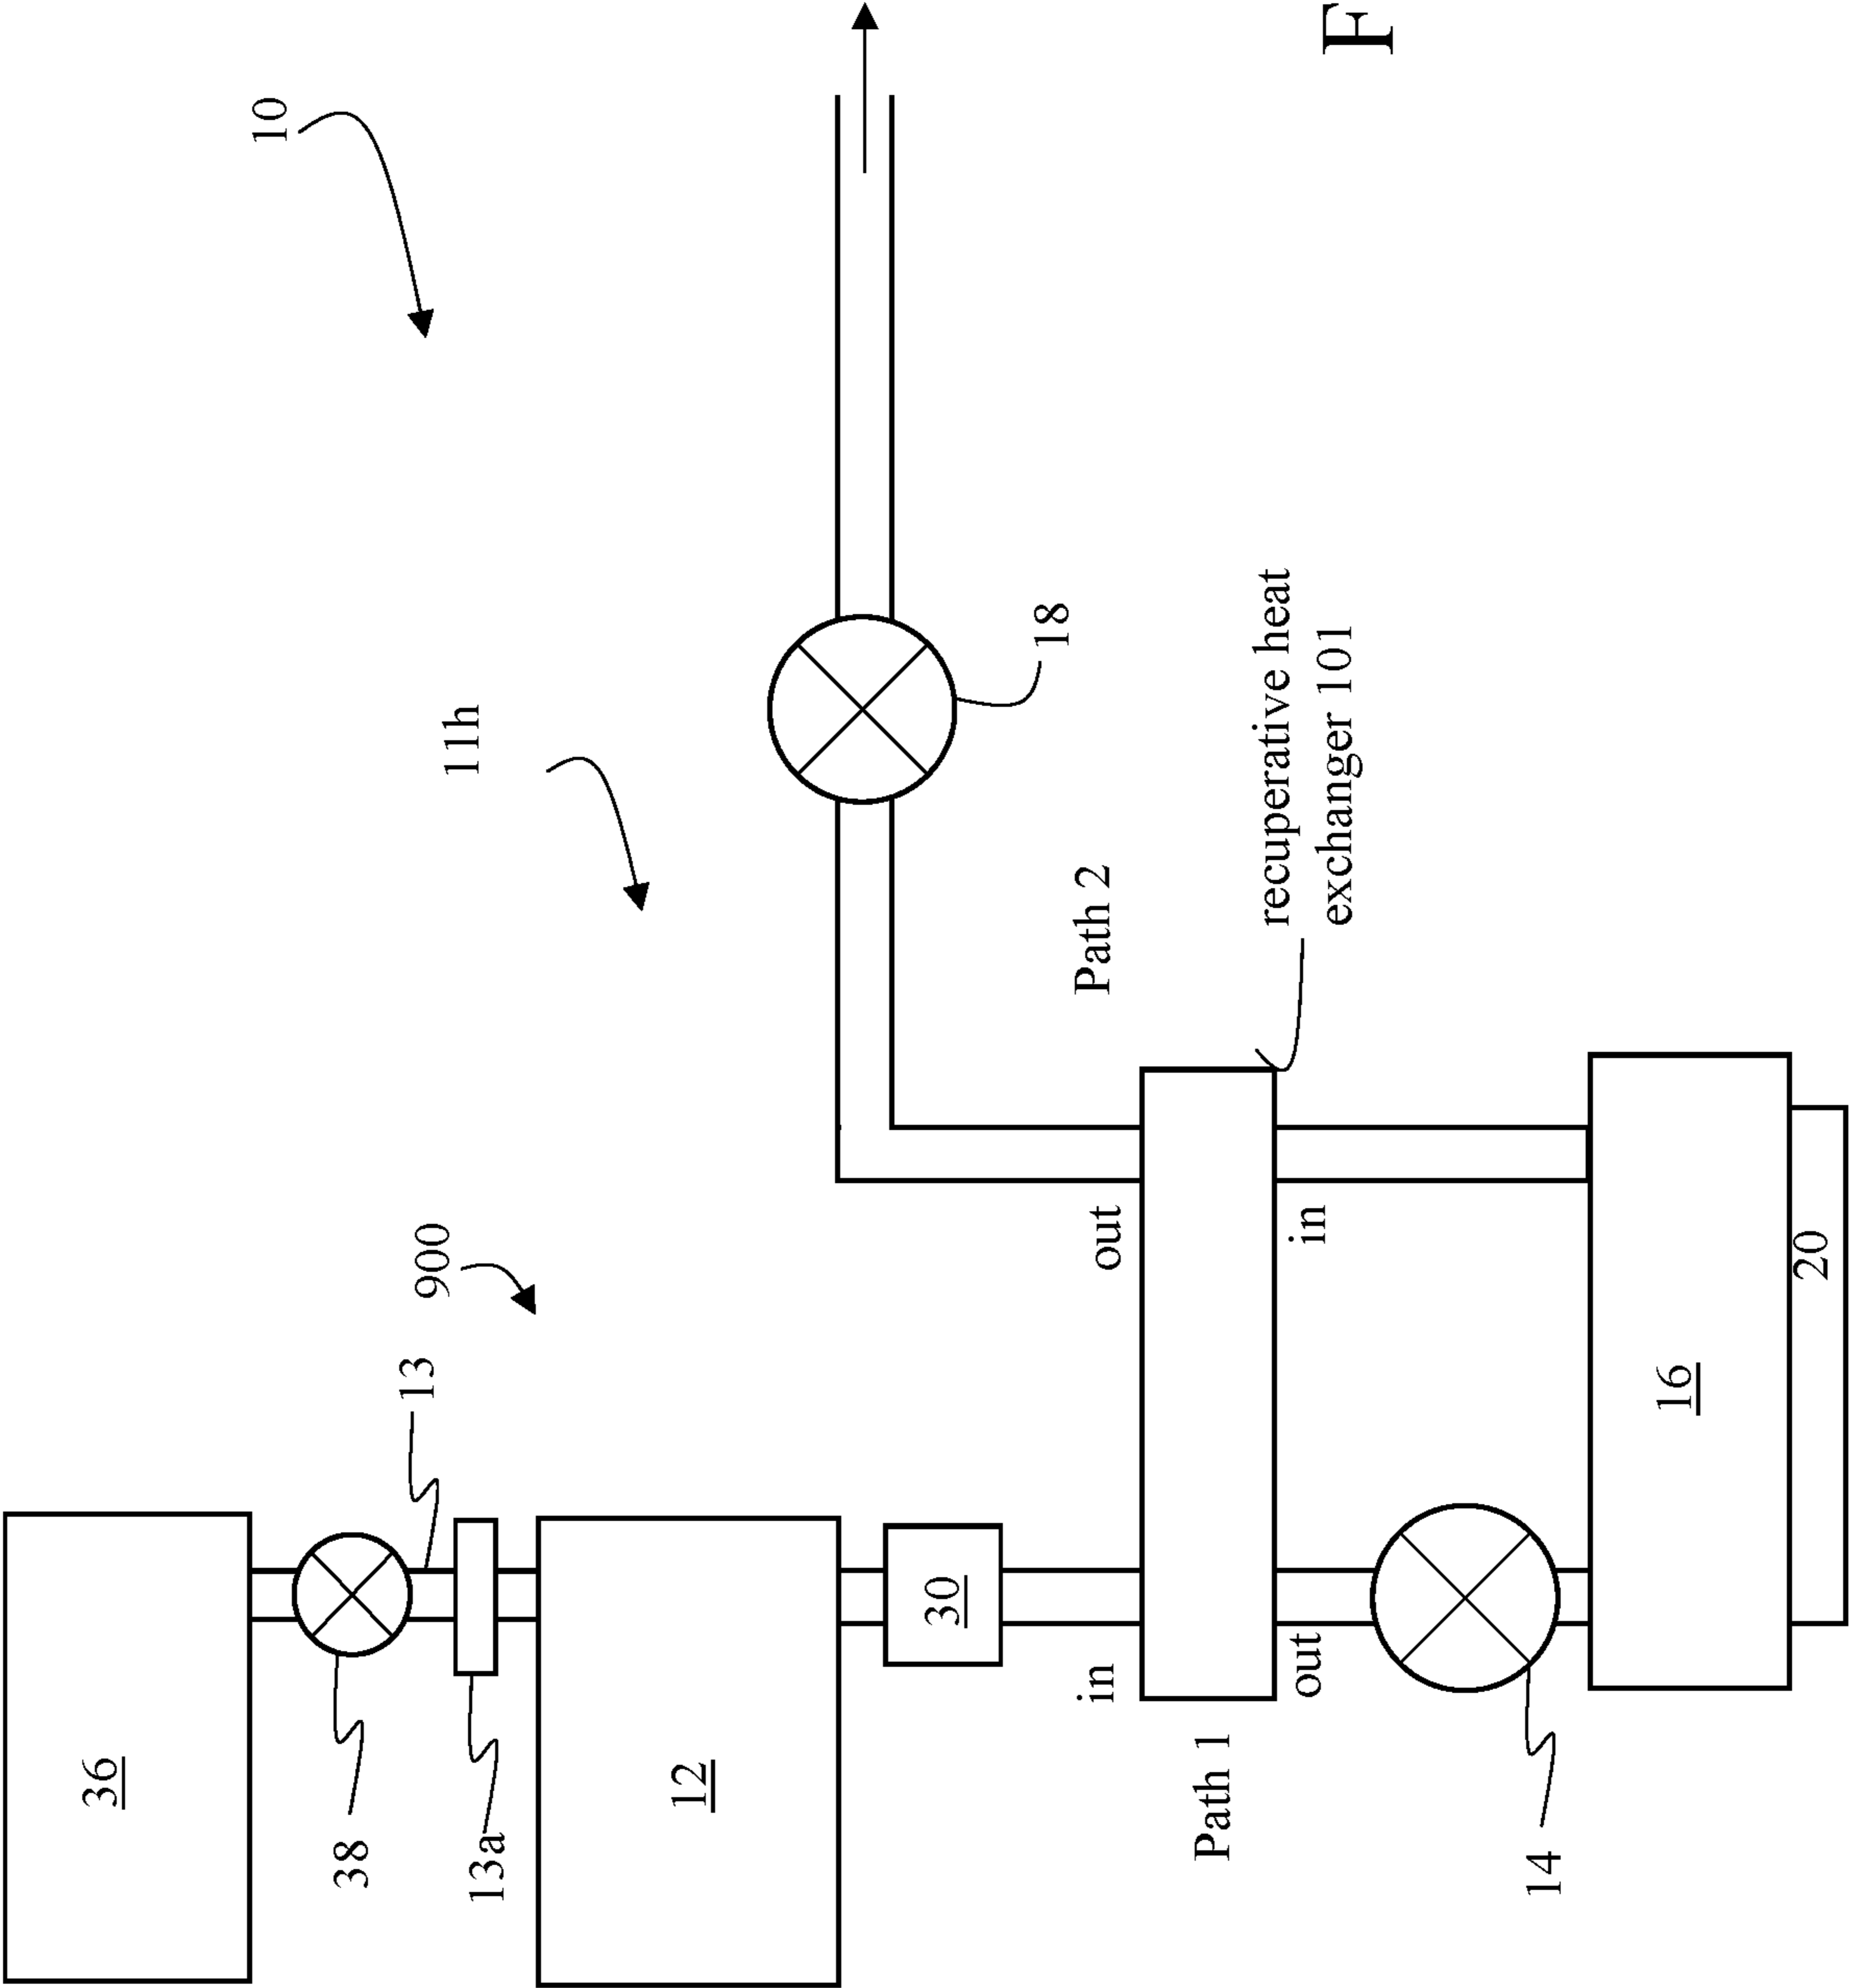 10
11h
900
13
36
38
13a
12
30
18
Path 2
recuperative heat
exchanger 101
out
in
in
out
Path 1
14
16
20
F